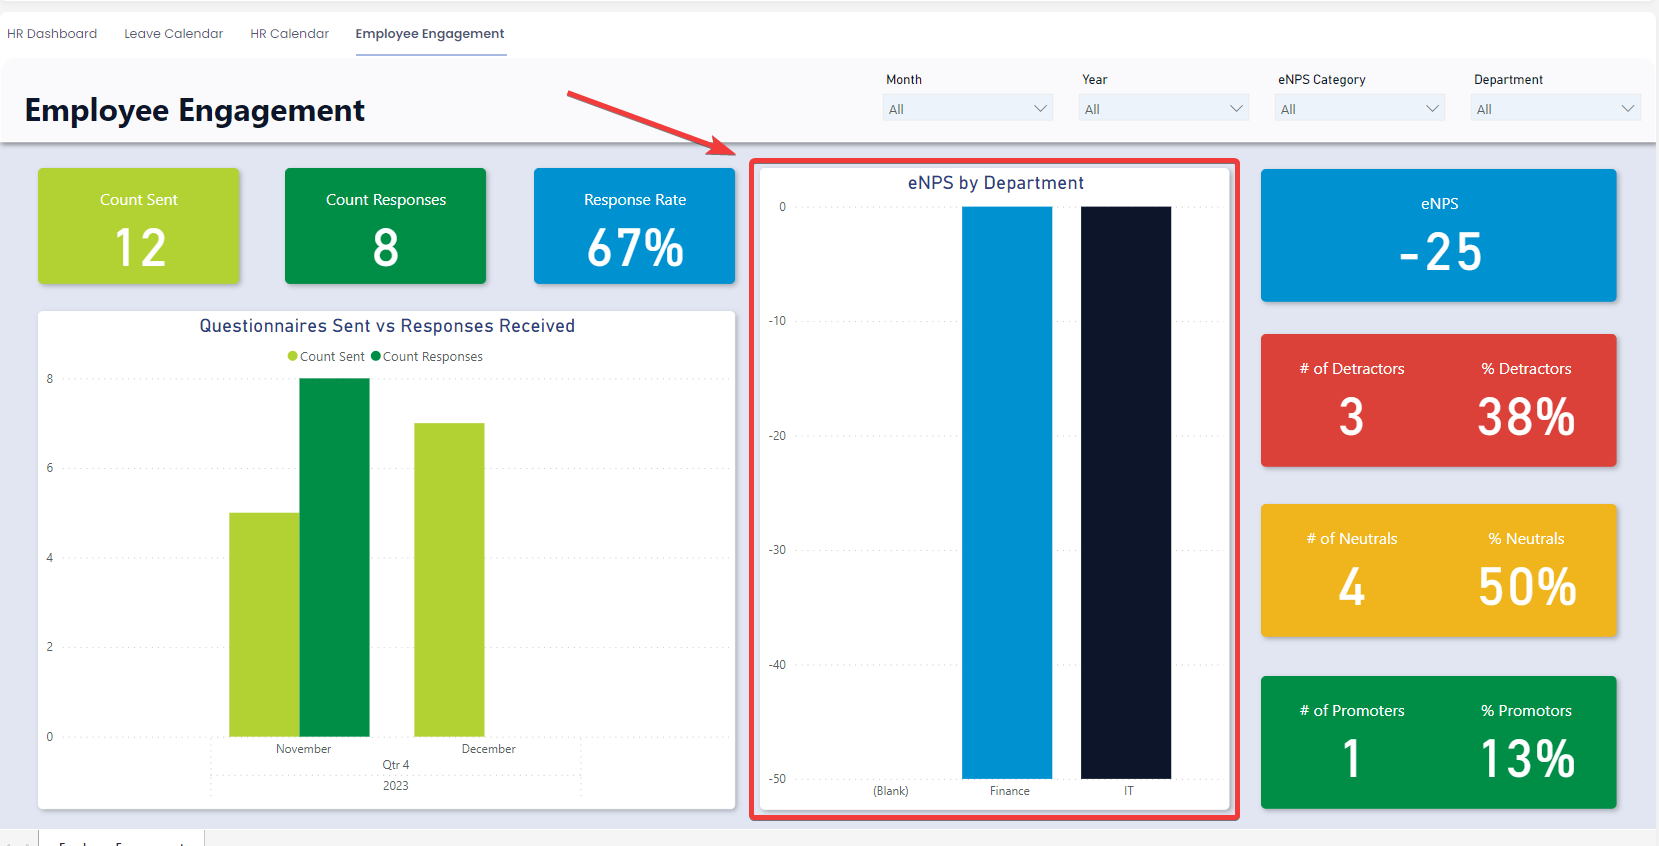 HR Dashboard Leave Calendar HR Calendar Employee Engagement
Employee Engagement
Month Year eNPS Category Department
All All All All
Count Sent
12
Count Responses
8
Response Rate
67%
Questionnaires Sent vs Responses Received
Count Sent Count Responses
8
6
4
2
0
November December
Qtr 4
2023
eNPS by Department
0
-10
-20
-30
-40
-50
(Blank) Finance IT
eNPS
-25
# of Detractors % Detractors
3 38%
# of Neutrals % Neutrals
4 50%
# of Promoters % Promotors
1 13%